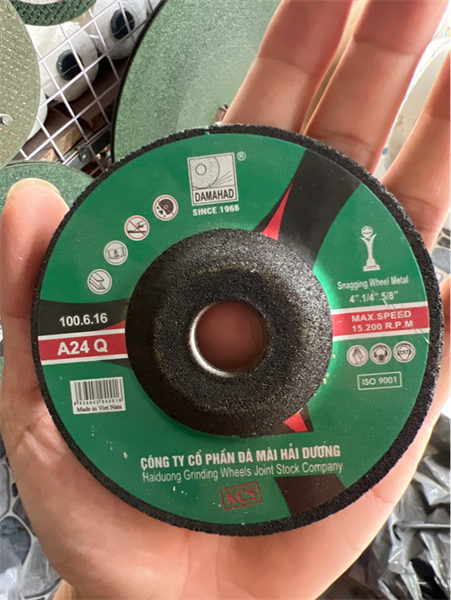 DAMAHAD
®
SINCE 1966
Snagging Wheel Metal
4".1/4".5/8"
100.6.16
MAX.SPEED
15.200 R.P.M
A24 Q
ISO 9001
Made in Viet Nam
CÔNG TY CỔ PHẦN ĐÁ MÀI HẢI DƯƠNG
Haiduong Grinding Wheels Joint Stock Company
KCS